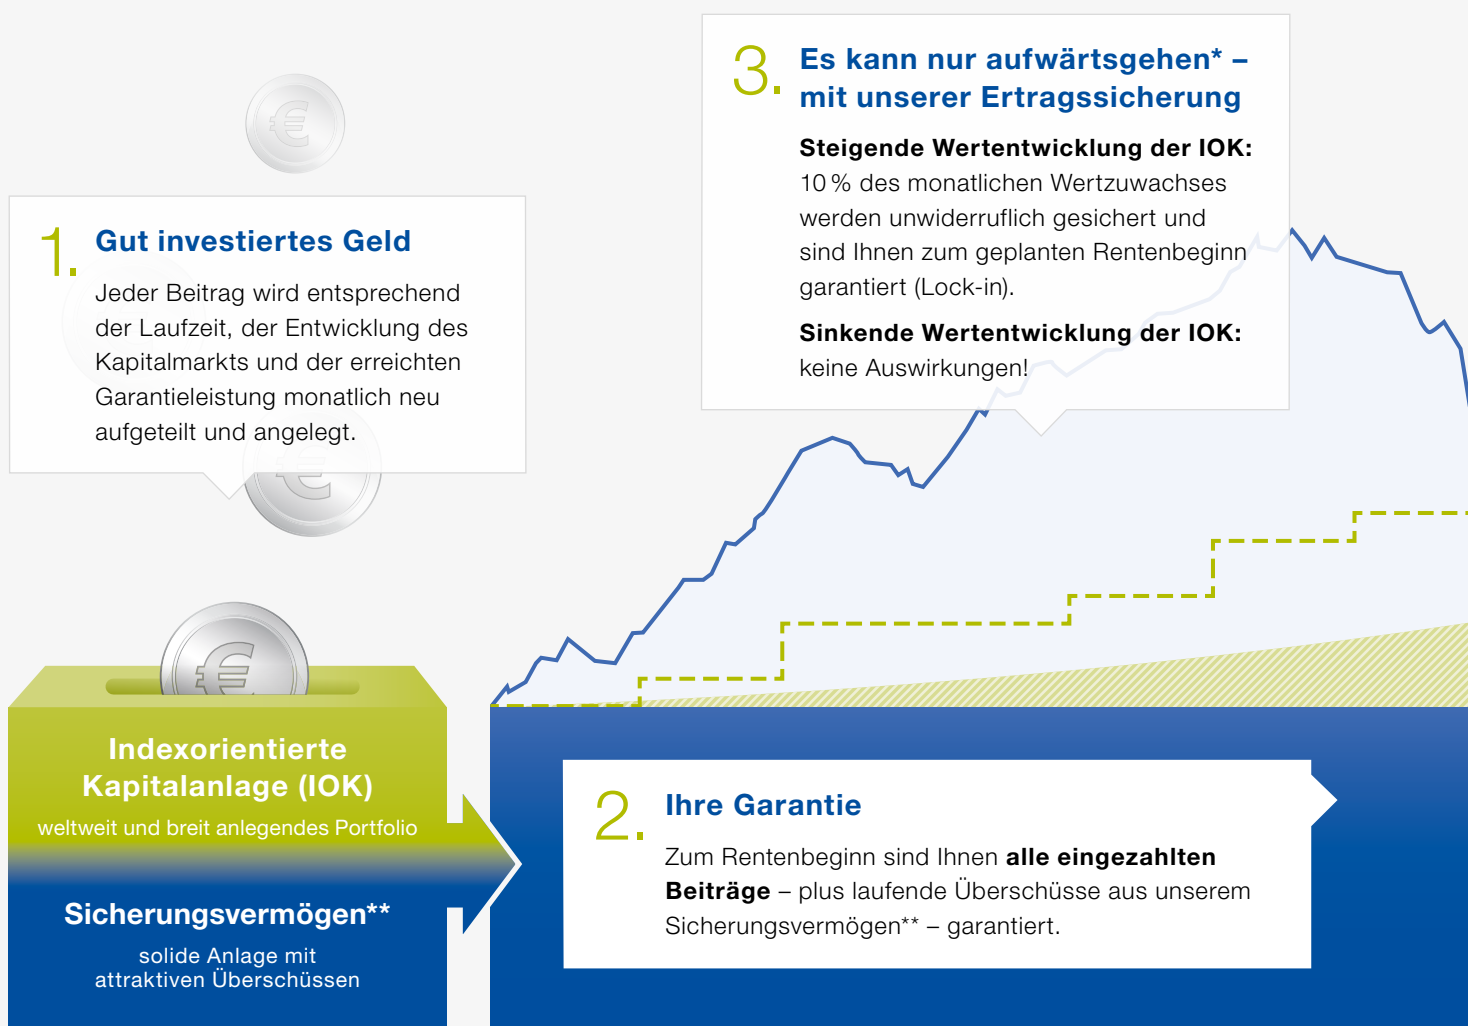 1. Gut investiertes Geld
Jeder Beitrag wird entsprechend
der Laufzeit, der Entwicklung des
Kapitalmarkts und der erreichten
Garantieleistung monatlich neu
aufgeteilt und angelegt.
3. Es kann nur aufwärtsgehen* –
mit unserer Ertragssicherung
Steigende Wertentwicklung der IOK:
10 % des monatlichen Wertzuwachses
werden unwiderruflich gesichert und
sind Ihnen zum geplanten Rentenbeginn
garantiert (Lock-in).
Sinkende Wertentwicklung der IOK:
keine Auswirkungen!
€
€
€
Indexorientierte
Kapitalanlage (IOK)
weltweit und breit anlegendes Portfolio
Sicherungsvermögen**
solide Anlage mit
attraktiven Überschüssen
2. Ihre Garantie
Zum Rentenbeginn sind Ihnen alle eingezahlten
Beiträge – plus laufende Überschüsse aus unserem
Sicherungsvermögen** – garantiert.